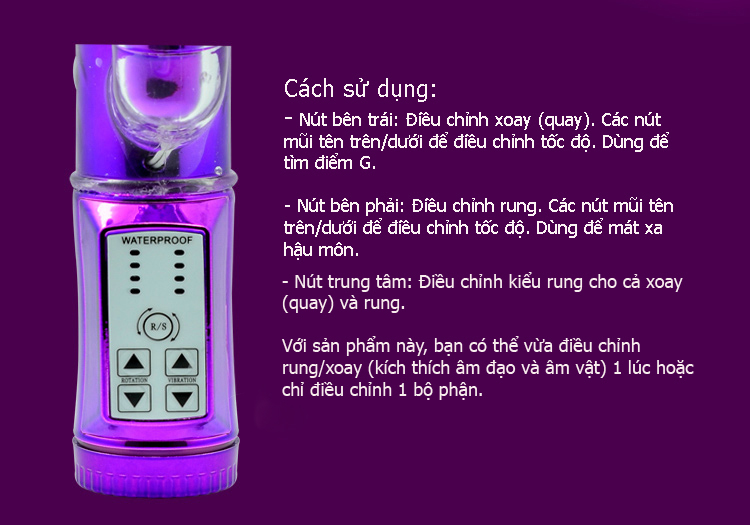 Cách sử dụng:
- Nút bên trái: Điều chỉnh xoay (quay). Các nút
mũi tên trên/dưới để điều chỉnh tốc độ. Dùng để
tìm điểm G.
- Nút bên phải: Điều chỉnh rung. Các nút mũi tên
trên/dưới để điều chỉnh tốc độ. Dùng để mát xa
hậu môn.
- Nút trung tâm: Điều chỉnh kiểu rung cho cả xoay
(quay) và rung.
Với sản phẩm này, bạn có thể vừa điều chỉnh
rung/xoay (kích thích âm đạo và âm vật) 1 lúc hoặc
chỉ điều chỉnh 1 bộ phận.
WATERPROOF
R/S
ROTATION VIBRATION